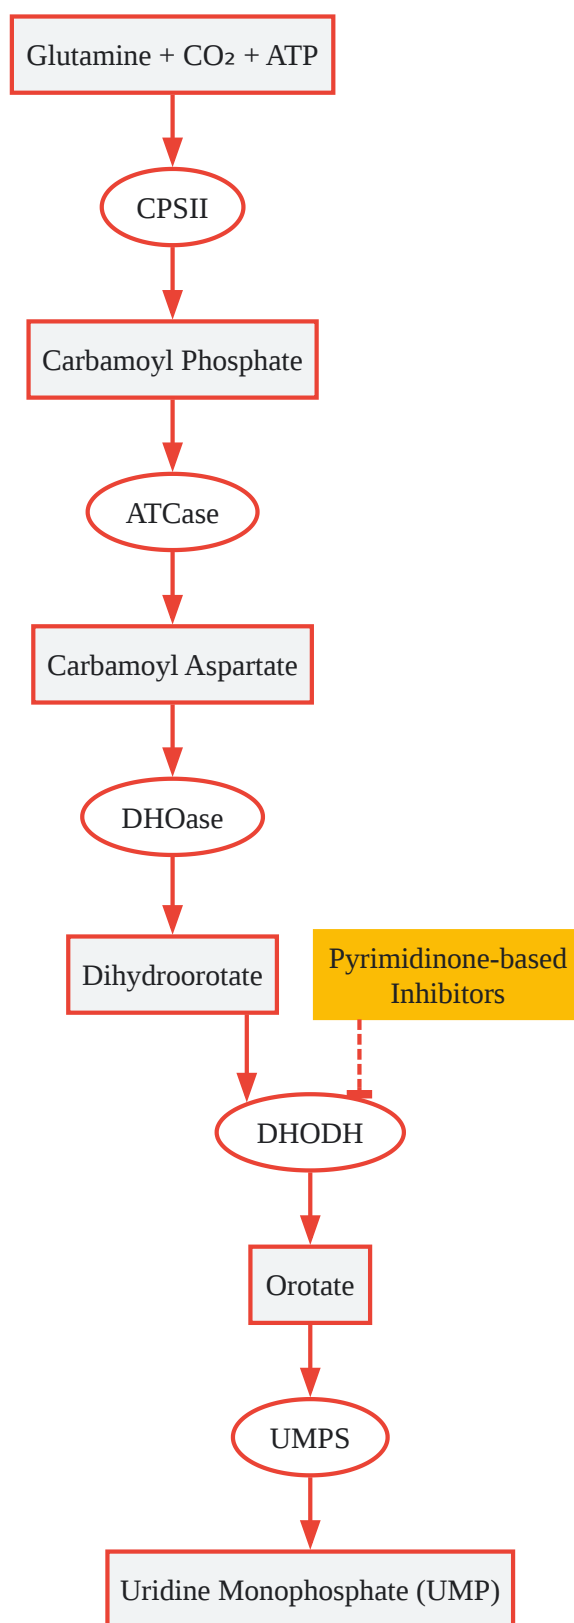 Glutamine + CO₂ + ATP
CPSII
Carbamoyl Phosphate
ATCase
Carbamoyl Aspartate
DHOase
Dihydroorotate
Pyrimidinone-based
Inhibitors
DHODH
Orotate
UMPS
Uridine Monophosphate (UMP)